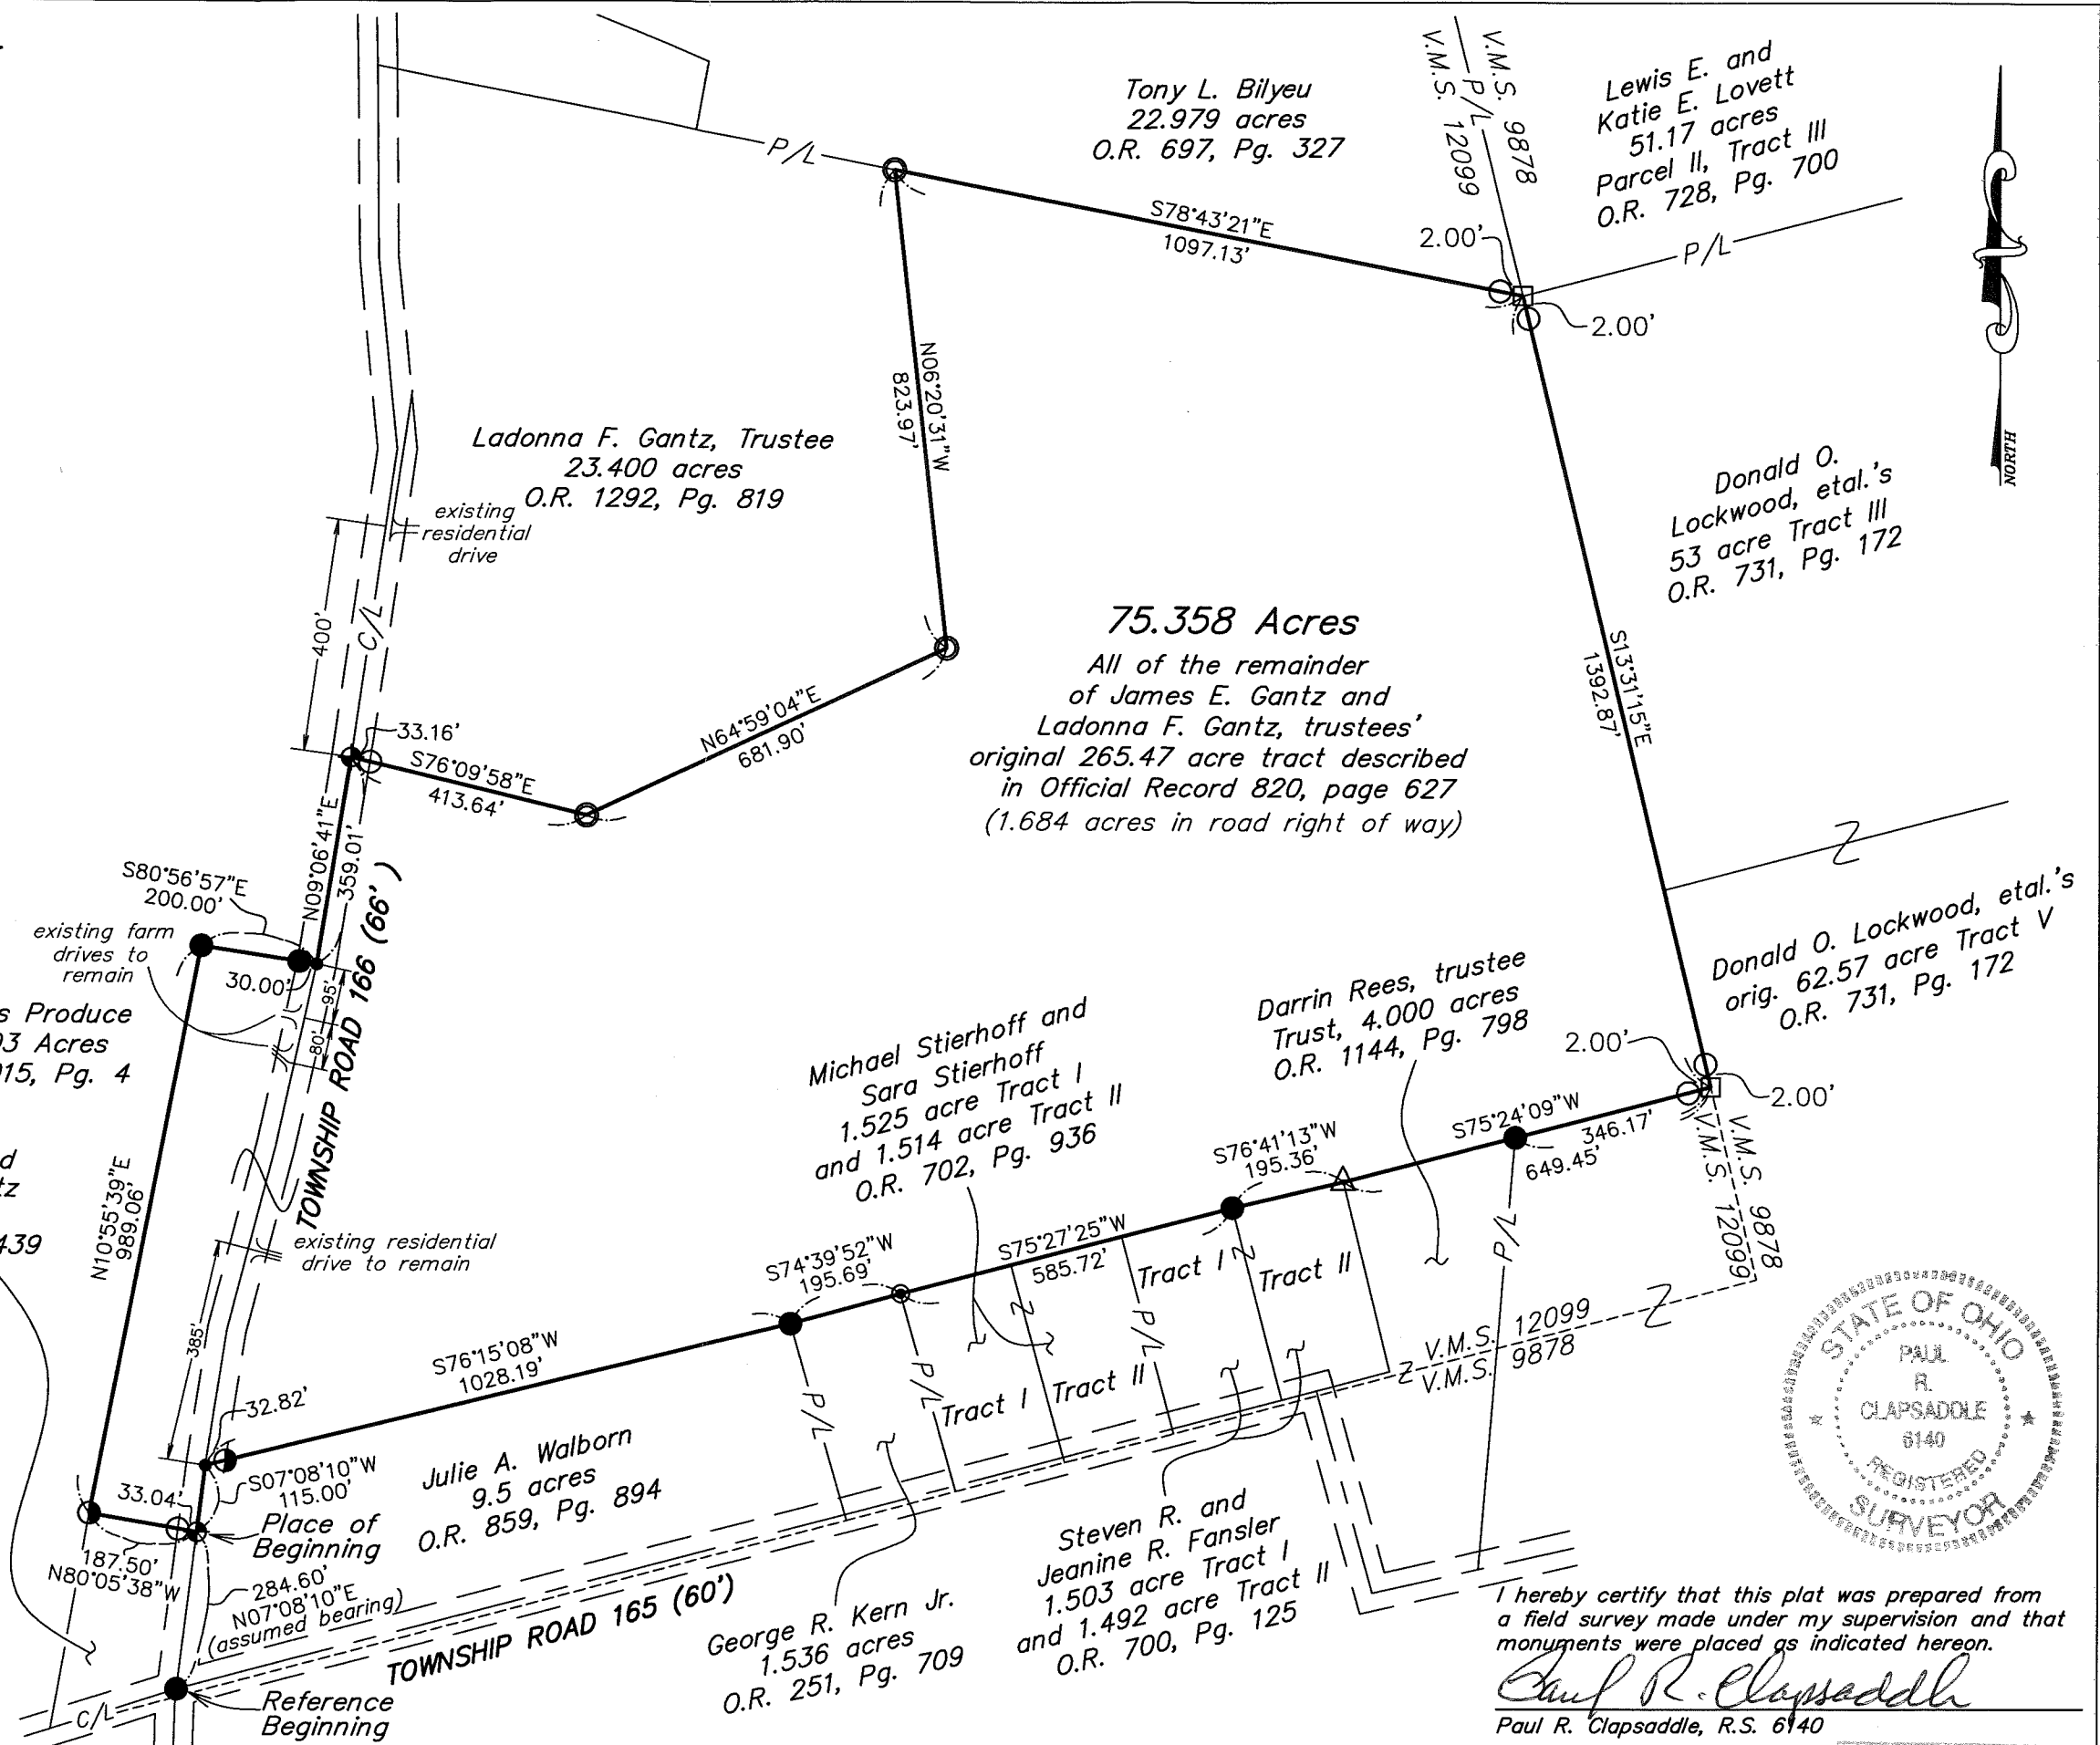 Tony L. Bilyeu
22.979 acres
O.R. 697, Pg. 327
V.M.S. 9878
P/L
V.M.S. 12099
Lewis E. and
Katie E. Lovett
51.17 acres
Parcel II, Tract III
O.R. 728, Pg. 700
P/L
P/L
S78°43'21"E
1097.13'
2.00'
2.00'
NORTH
N06°20'31"W
823.97'
Ladonna F. Gantz, Trustee
23.400 acres
O.R. 1292, Pg. 819
existing
residential
drive
400'
C/L
Donald O.
Lockwood, etal.'s
53 acre Tract III
O.R. 731, Pg. 172
75.358 Acres
All of the remainder
of James E. Gantz and
Ladonna F. Gantz, trustees'
original 265.47 acre tract described
in Official Record 820, page 627
(1.684 acres in road right of way)
S13°31'15"E
1392.87'
33.16'
S76°09'58"E
413.64'
N64°59'04"E
681.90'
N09°06'41"E
359.01'
S80°56'57"E
200.00'
existing farm
drives to
remain
30.00'
95'
80'
TOWNSHIP ROAD 166 (66')
s Produce
3 Acres
15, Pg. 4
d
tz
439
N10°55'39"E
989.06'
existing residential
drive to remain
385'
Donald O. Lockwood, etal.'s
orig. 62.57 acre Tract V
O.R. 731, Pg. 172
Darrin Rees, trustee
Trust, 4.000 acres
O.R. 1144, Pg. 798
Michael Stierhoff and
Sara Stierhoff
1.525 acre Tract I
and 1.514 acre Tract II
O.R. 702, Pg. 936
2.00'
2.00'
S75°24'09"W
346.17'
649.45'
S76°41'13"W
195.36'
S75°27'25"W
585.72'
S74°39'52"W
195.69'
S76°15'08"W
1028.19'
V.M.S. 9878
V.M.S. 12099
Tract I
Tract II
Tract I
Tract II
P/L
P/L
P/L
P/L
V.M.S. 12099
V.M.S. 9878
32.82'
S07°08'10"W
115.00'
33.04'
Place of
Beginning
187.50'
N80°05'38"W
284.60'
N07°08'10"E
(assumed bearing)
Julie A. Walborn
9.5 acres
O.R. 859, Pg. 894
TOWNSHIP ROAD 165 (60')
George R. Kern Jr.
1.536 acres
O.R. 251, Pg. 709
Steven R. and
Jeanine R. Fansler
1.503 acre Tract I
and 1.492 acre Tract II
O.R. 700, Pg. 125
C/L
Reference
Beginning
STATE OF OHIO
PAUL
R.
CLAPSADDLE
6140
REGISTERED
SURVEYOR
I hereby certify that this plat was prepared from
a field survey made under my supervision and that
monuments were placed as indicated hereon.
Paul R. Clapsaddle
Paul R. Clapsaddle, R.S. 6140